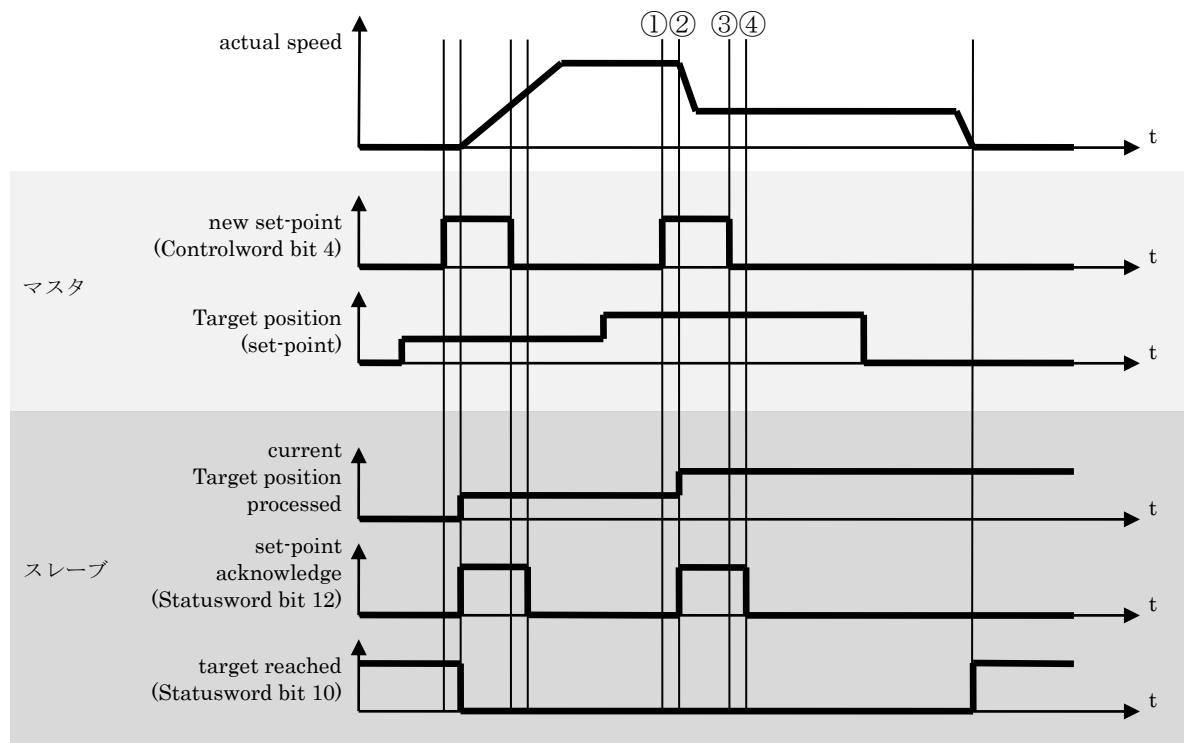 ①② ③④
actual speed
t
new set-point
(Controlword bit 4)
t
マスタ
Target position
(set-point)
t
current
Target position
processed
t
set-point
acknowledge
(Statusword bit 12)
t
スレーブ
target reached
(Statusword bit 10)
t